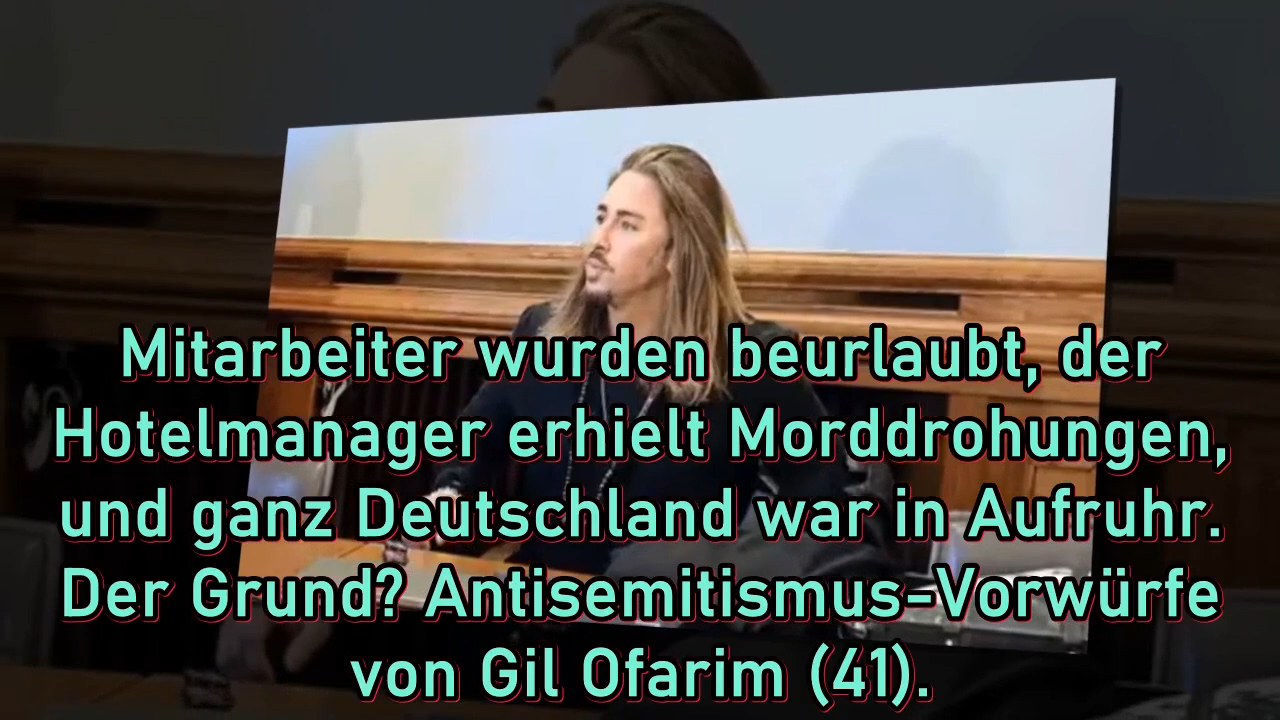 Mitarbeiter wurden beurlaubt, der
Hotelmanager erhielt Morddrohungen,
und ganz Deutschland war in Aufruhr.
Der Grund? Antisemitismus-Vorwürfe
von Gil Ofarim (41).